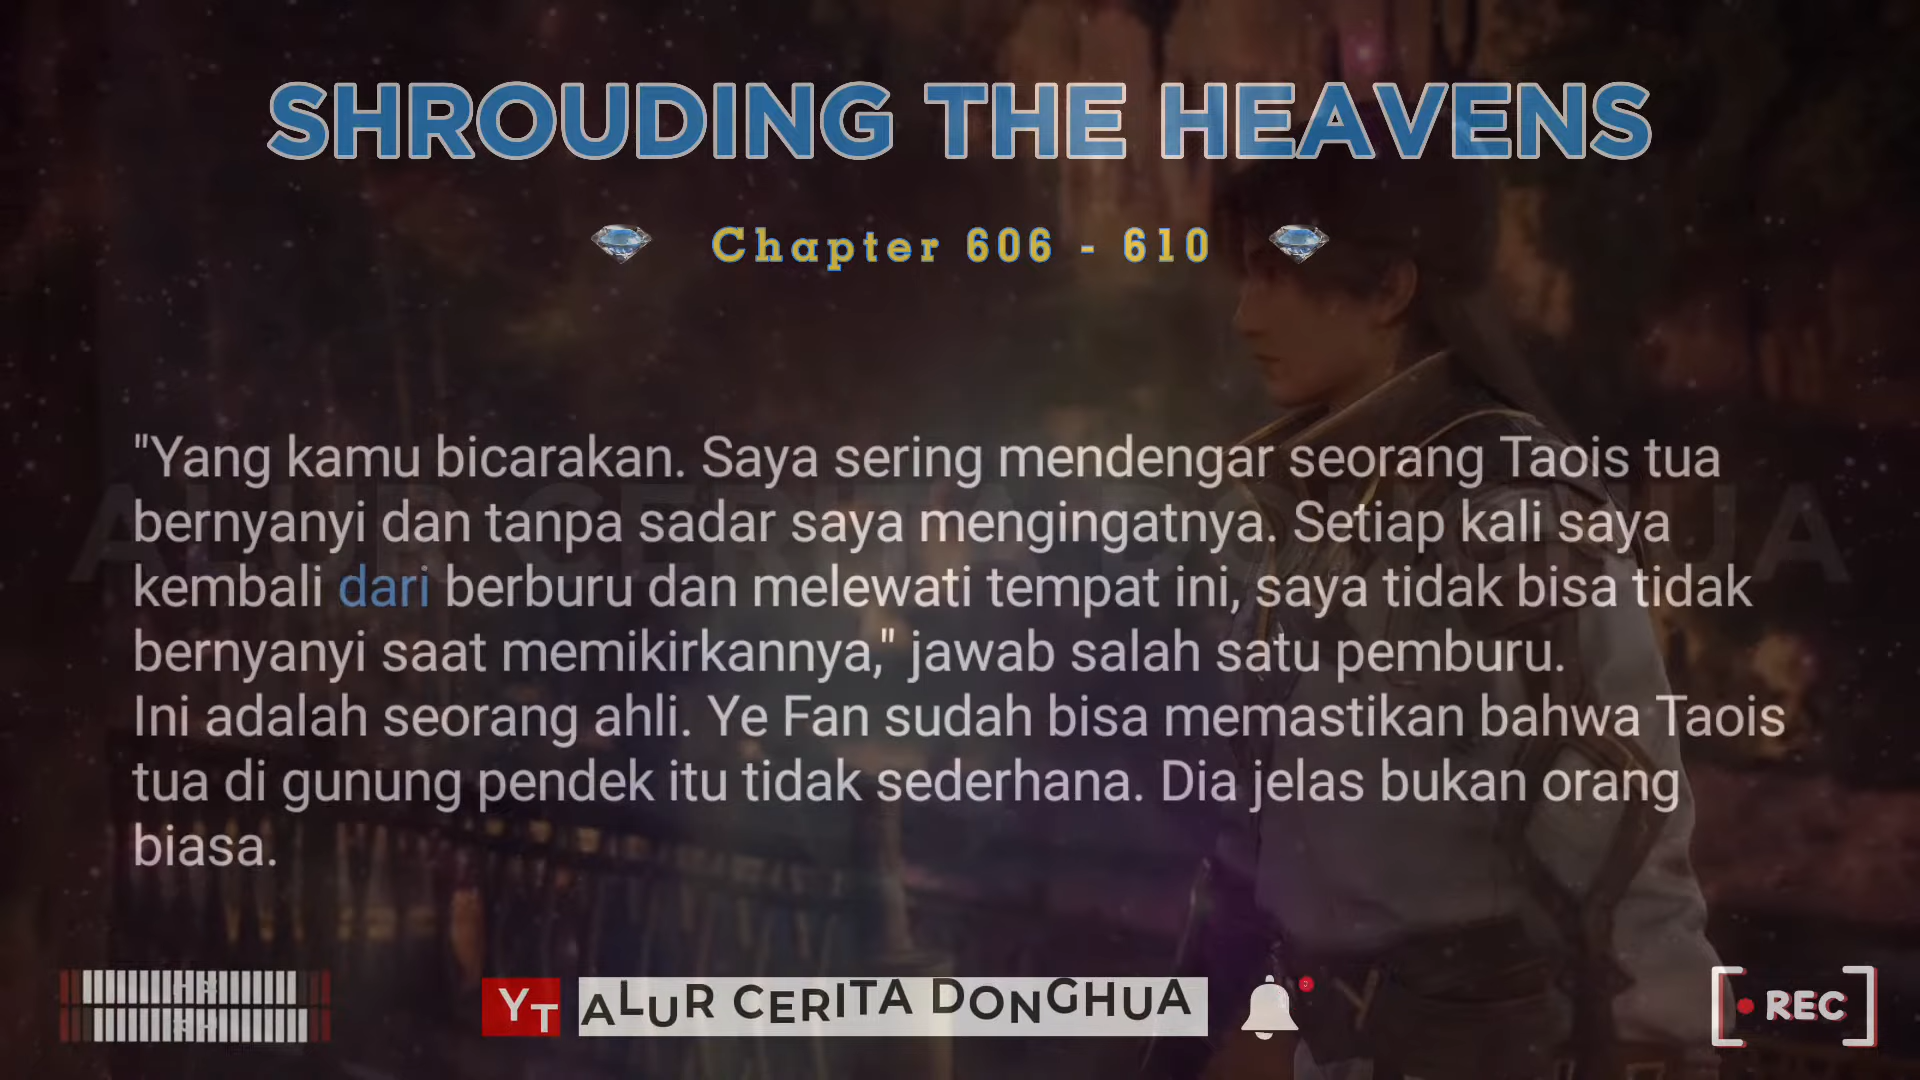 SHROUDING THE HEAVENS
Chapter 606 - 610
"Yang kamu bicarakan. Saya sering mendengar seorang Taois tua
bernyanyi dan tanpa sadar saya mengingatnya. Setiap kali saya
kembali dari berburu dan melewati tempat ini, saya tidak bisa tidak
bernyanyi saat memikirkannya," jawab salah satu pemburu.
Ini adalah seorang ahli. Ye Fan sudah bisa memastikan bahwa Taois
tua di gunung pendek itu tidak sederhana. Dia jelas bukan orang
biasa.
ALUR CERITA DONGHUA
YT ALUR CERITA DONGHUA
REC